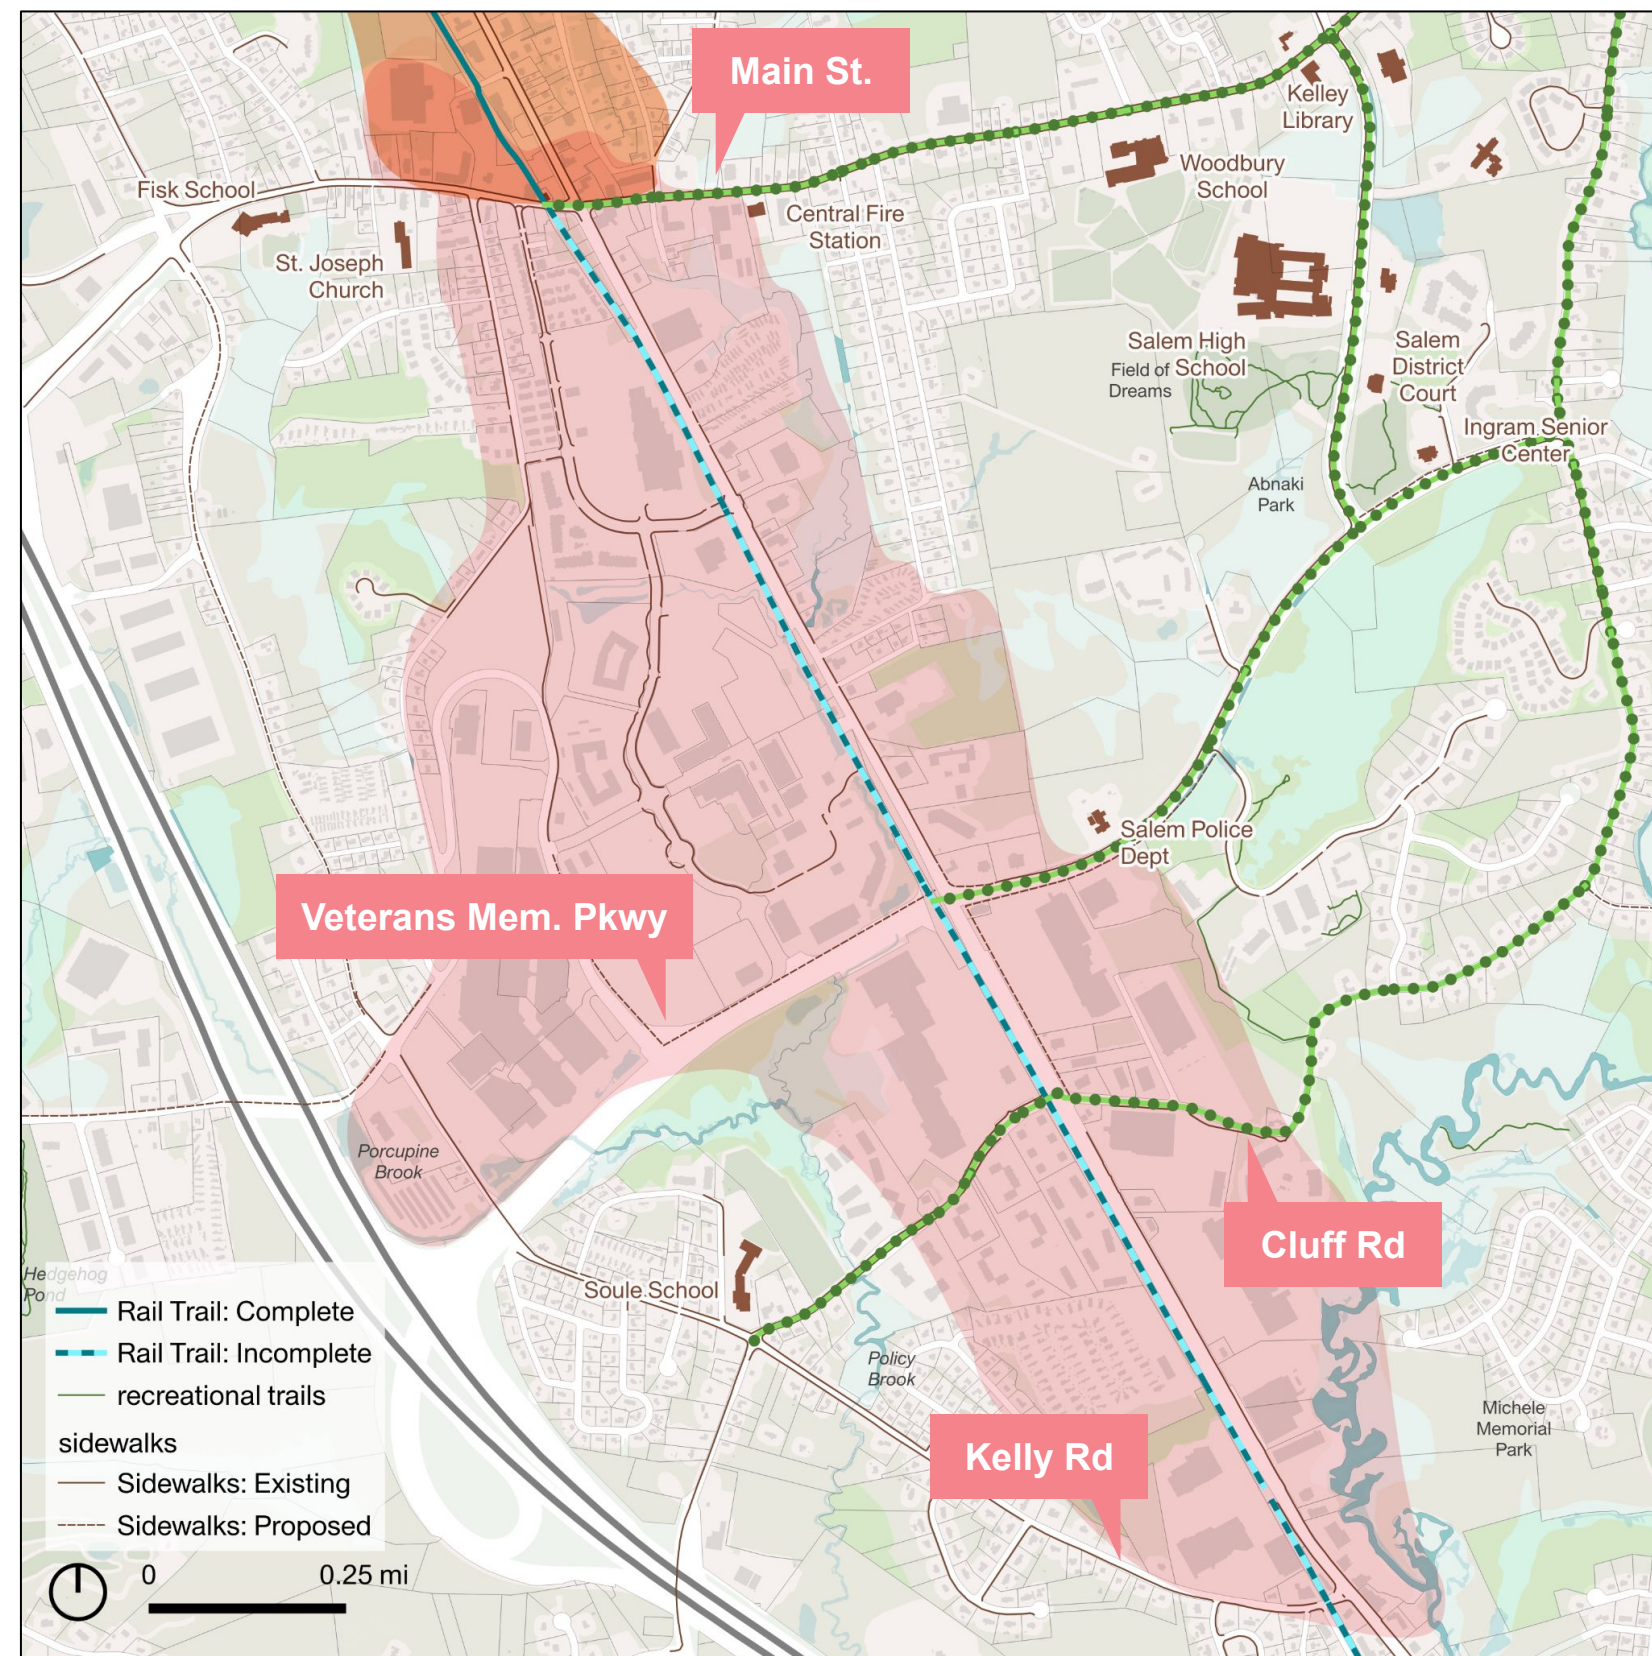 Main St.
Kelley
Library
Woodbury
School
Fisk School
Central Fire
Station
St. Joseph
Church
Salem High
School
Field of
Dreams
Salem
District
Court
Ingram Senior
Center
Abnaki
Park
Salem Police
Dept
Veterans Mem. Pkwy
Porcupine
Brook
Cluff Rd
Hedgehog
Pond
Soule School
Policy
Brook
Michele
Memorial
Park
Kelly Rd
Rail Trail: Complete
Rail Trail: Incomplete
recreational trails
sidewalks
Sidewalks: Existing
Sidewalks: Proposed
0 0.25 mi